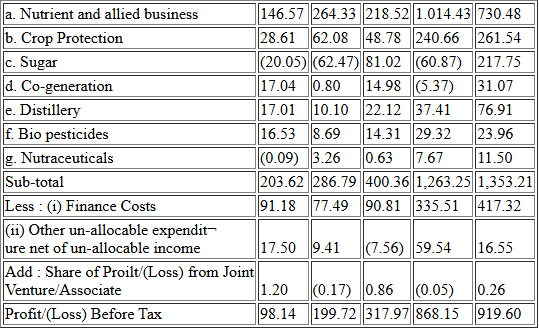 a. Nutrient and allied business 146.57 264.33 218.52 1.014.43 730.48
b. Crop Protection 28.61 62.08 48.78 240.66 261.54
c. Sugar (20.05) (62.47) 81.02 (60.87) 217.75
d. Co-generation 17.04 0.80 14.98 (5.37) 31.07
e. Distillery 17.01 10.10 22.12 37.41 76.91
f. Bio pesticides 16.53 8.69 14.31 29.32 23.96
g. Nutraceuticals (0.09) 3.26 0.63 7.67 11.50
Sub-total 203.62 286.79 400.36 1,263.25 1,353.21
Less : (i) Finance Costs 91.18 77.49 90.81 335.51 417.32
(ii) Other un-allocable expendit¬
ure net of un-allocable income 17.50 9.41 (7.56) 59.54 16.55
Add : Share of Proilt/(Loss) from Joint
Venture/Associate 1.20 (0.17) 0.86 (0.05) 0.26
Profit/(Loss) Before Tax 98.14 199.72 317.97 868.15 919.60